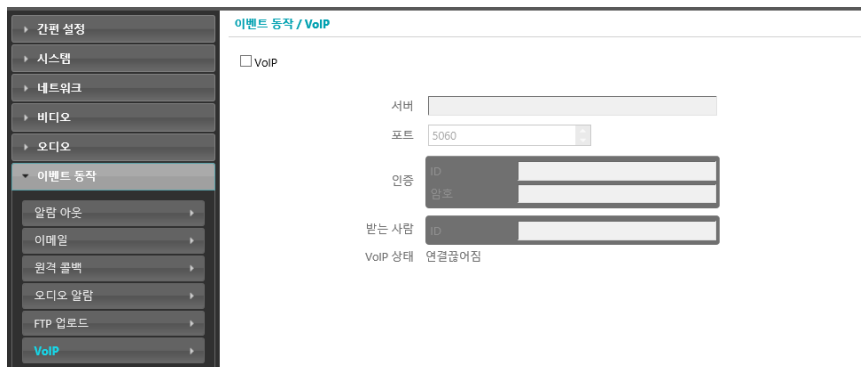 간편 설정
시스템
네트워크
비디오
오디오
이벤트 동작
알람 아웃
이메일
원격 콜백
오디오 알람
FTP 업로드
VoIP
이벤트 동작 / VoIP
VoIP
서버
포트 5060
인증 ID
암호
받는 사람 ID
VoIP 상태 연결끊어짐